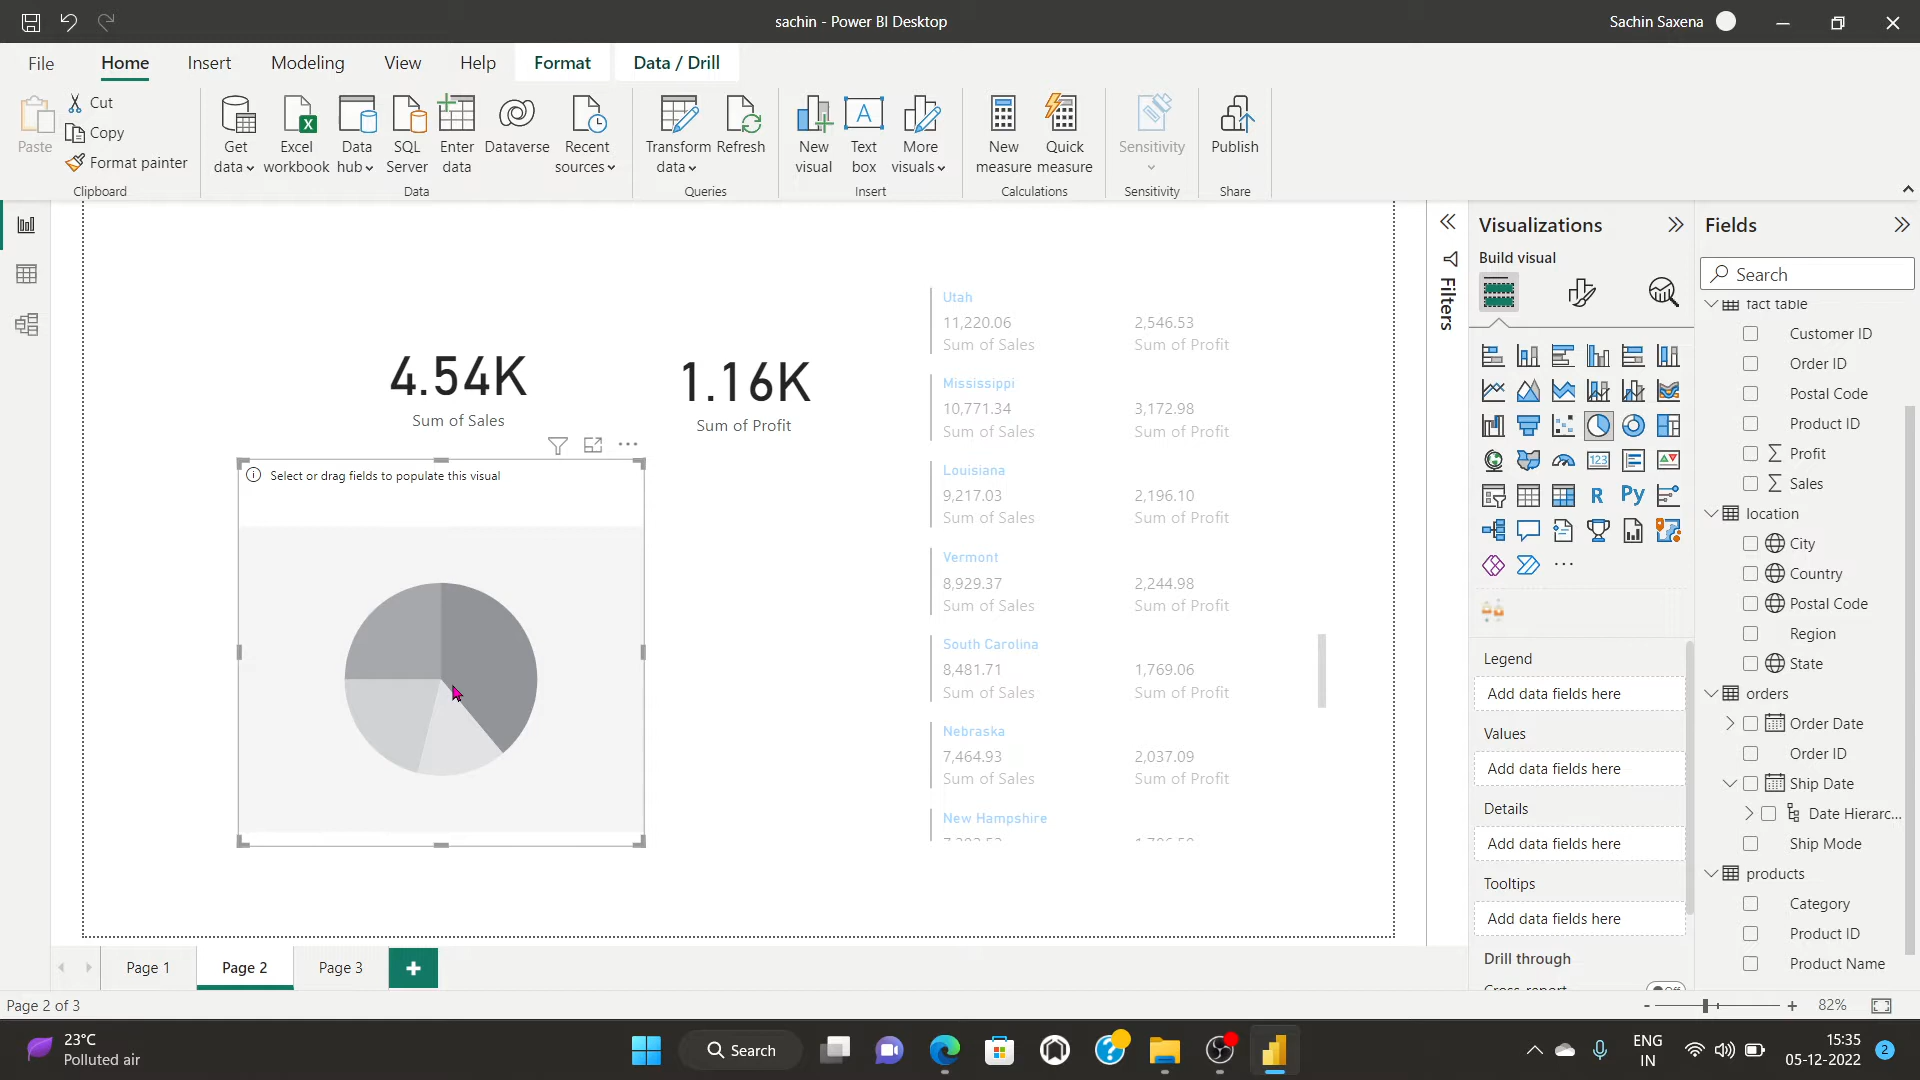 sachin - Power BI Desktop
Sachin Saxena
File
Home
Insert
Modeling
View
Help
Format
Data / Drill
Paste
Cut
Copy
Format painter
Clipboard
Get data
Excel workbook
Data hub
SQL Server
Enter data
Dataverse
Recent sources
Data
Transform data
Refresh
Queries
New visual
Text box
More visuals
Insert
New measure
Quick measure
Calculations
Sensitivity
Sensitivity
Publish
Share
4.54K
Sum of Sales
1.16K
Sum of Profit
Select or drag fields to populate this visual
Utah
11,220.06 2,546.53
Sum of Sales Sum of Profit
Mississippi
10,771.34 3,172.98
Sum of Sales Sum of Profit
Louisiana
9,217.03 2,196.10
Sum of Sales Sum of Profit
Vermont
8,929.37 2,244.98
Sum of Sales Sum of Profit
South Carolina
8,481.71 1,769.06
Sum of Sales Sum of Profit
Nebraska
7,464.93 2,037.09
Sum of Sales Sum of Profit
New Hampshire
Filters
Visualizations
Build visual
123
R
Py
Legend
Add data fields here
Values
Add data fields here
Details
Add data fields here
Tooltips
Add data fields here
Drill through
Cross-report
Off
Fields
Search
fact table
Customer ID
Order ID
Postal Code
Product ID
Profit
Sales
location
City
Country
Postal Code
Region
State
orders
Order Date
Order ID
Ship Date
Date Hierarc...
Ship Mode
products
Category
Product ID
Product Name
Page 1
Page 2
Page 3
Page 2 of 3
82%
23°C
Polluted air
Search
ENG
IN
15:35
05-12-2022
2